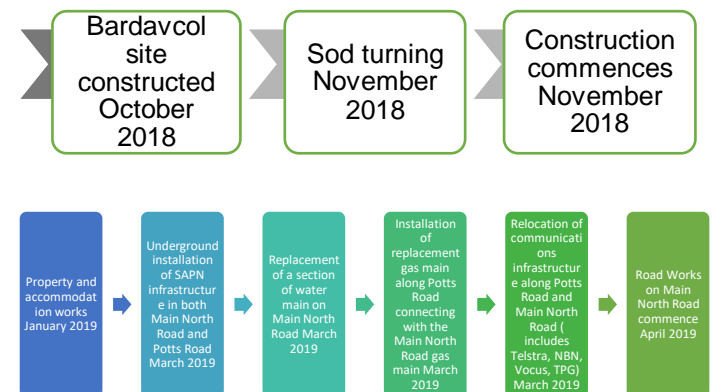 Bardavcol
site
constructed
October
2018
Sod turning
November
2018
Construction
commences
November
2018
Property and
accommodat
ion works
January 2019
Underground
installation
of SAPN
infrastructur
e in both
Main North
Road and
Potts Road
March 2019
Replacement
of a section
of water
main on
Main North
Road March
2019
Installation
of
replacement
gas main
along Potts
Road
connecting
with the
Main North
Road gas
main March
2019
Relocation of
communicati
ons
infrastructur
e along Potts
Road and
Main North
Road (
includes
Telstra, NBN,
Vocus, TPG)
March 2019
Road Works
on Main
North Road
commence
April 2019